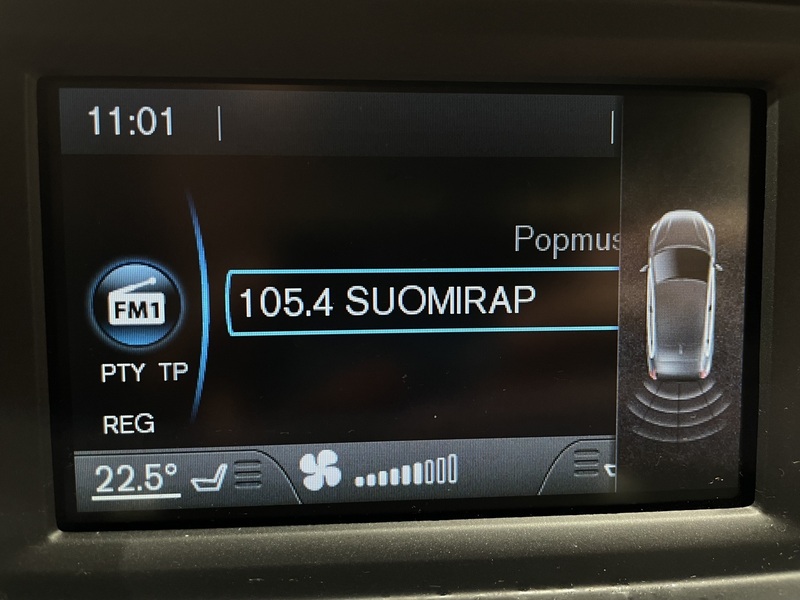 11:01
Popmus
105.4 SUOMIRAP
FM1
PTY TP
REG
22.5°